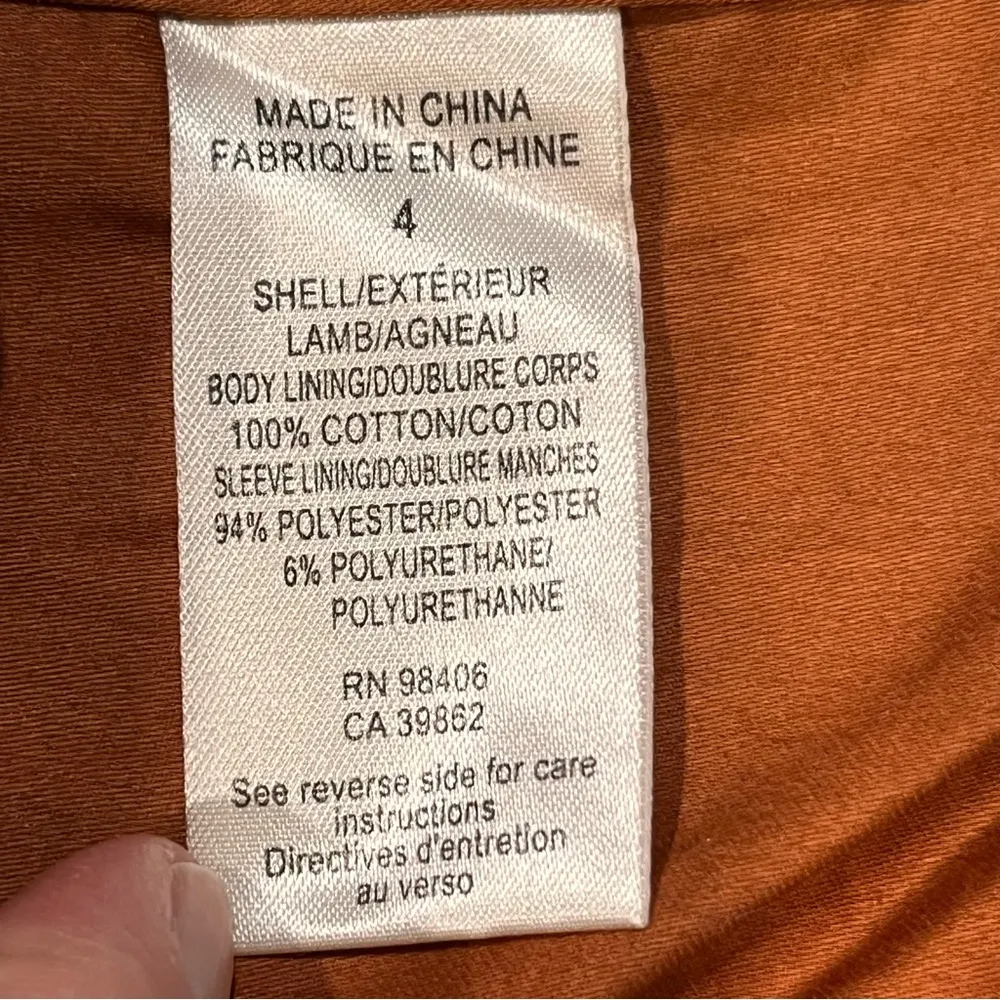 MADE IN CHINA
FABRIQUE EN CHINE
4
SHELL/EXTÉRIEUR
LAMB/AGNEAU
BODY LINING/DOUBLURE CORPS
100% COTTON/COTON
SLEEVE LINING/DOUBLURE MANCHES
94% POLYESTER/POLYESTER
6% POLYURETHANE/
POLYURETHANNE
RN 98406
CA 39862
See reverse side for care
instructions
Directives d'entretion
au verso